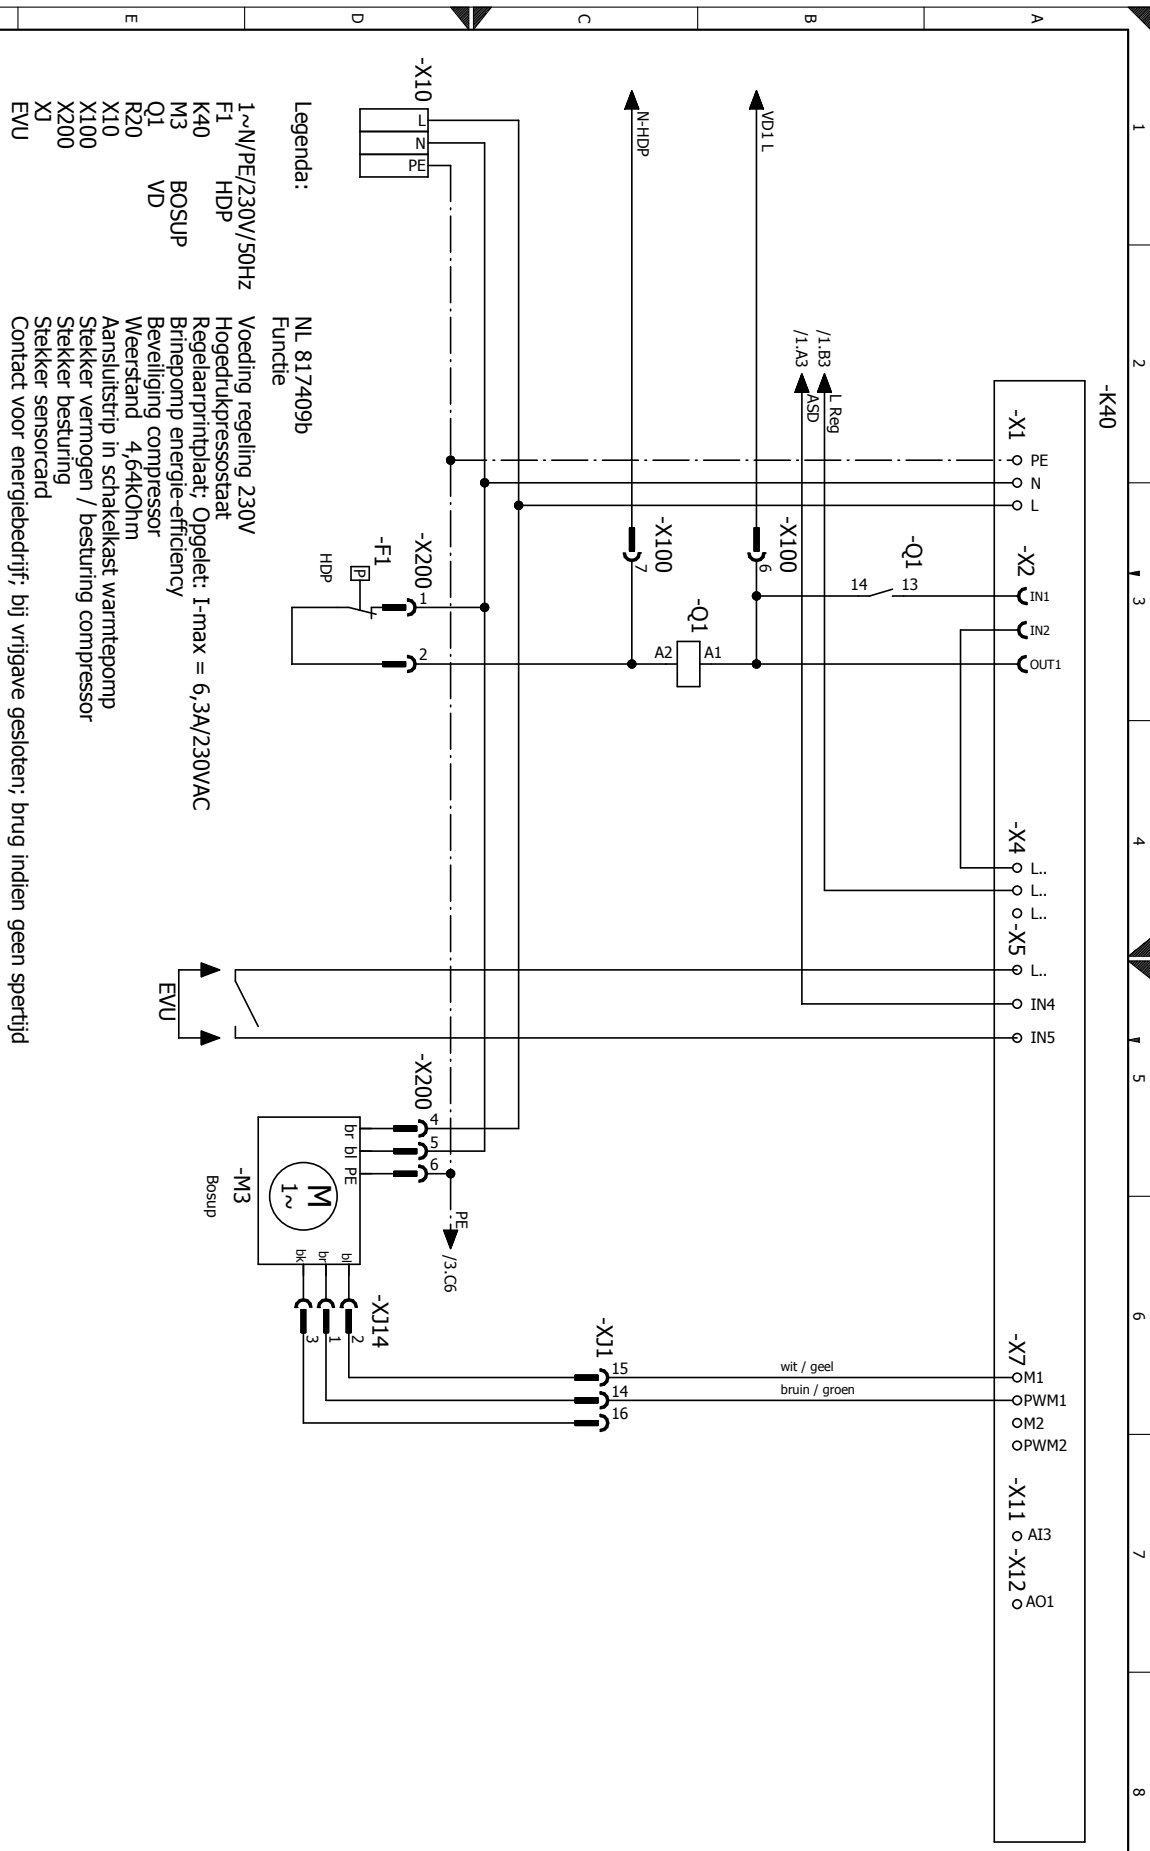 1
2
3
4
5
6
7
8
A
B
C
D
E
-K40
-X1
PE
N
L
-X2
IN1
IN2
OUT1
-X4
L..
L..
L..
-X5
L..
IN4
IN5
-X7
M1
PWM1
M2
PWM2
-X11
AI3
-X12
AO1
-Q1
14 13
L Reg
/1.B3
ASD
/1.A3
VD1 L
-X100
6
N-HDP
-X100
7
-Q1
A2 A1
-X10
L
N
PE
-X200
1
2
-F1
P
HDP
-X200
4
5
6
br
bl
PE
PE
/3.C6
M
1~
-M3
Bosup
bl
br
bk
-XJ14
2
1
3
-XJ1
15
14
16
wit / geel
bruin / groen
EVU
NL 817409b
Legenda: Functie
1~N/PE/230V/50Hz Voeding regeling 230V
F1 HDP Hogedrukpressostaat
K40 Regelaarprintplaat; Opgelet: I-max = 6,3A/230VAC
M3 BOSUP Brinepomp energie-efficiency
Q1 VD Beveiliging compressor
R20 Weerstand 4,64kOhm
X10 Aansluitstrip in schakelkast warmtepomp
X100 Stekker vermogen / besturing compressor
X200 Stekker besturing
XJ Stekker sensorcard
EVU Contact voor energiebedrijf; bij vrijgave gesloten; brug indien geen spertijd